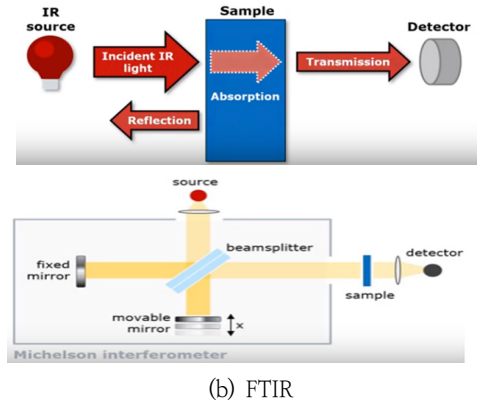 IR
source
Sample
Detector
Incident IR
light
Absorption
Transmission
Reflection
source
beamsplitter
fixed
mirror
detector
sample
movable
mirror
x
Michelson interferometer
(b) FTIR